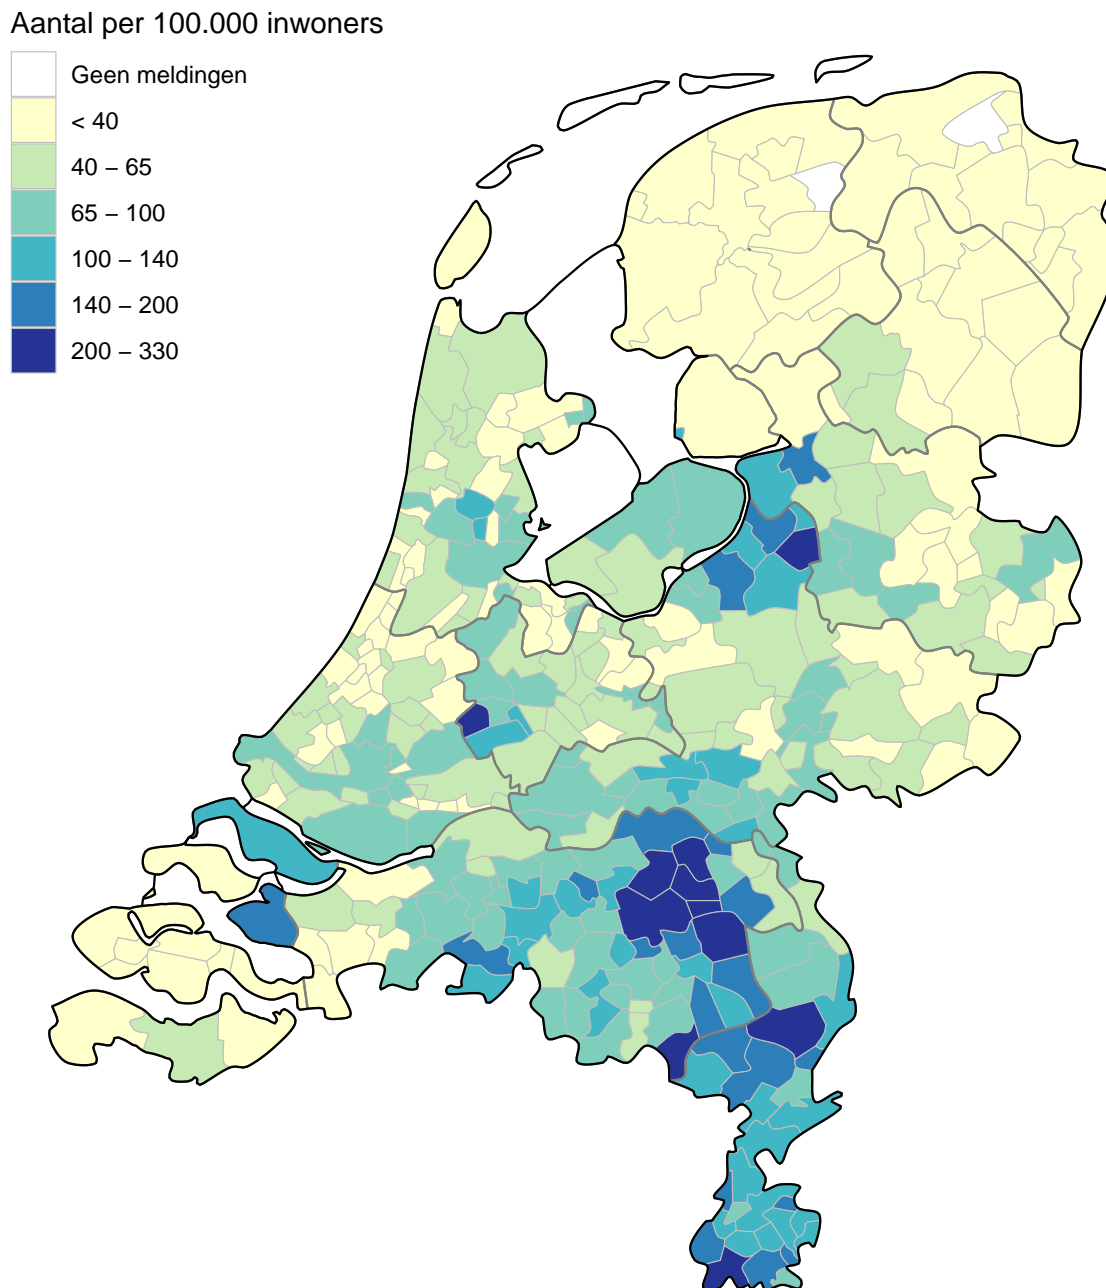 Aantal per 100.000 inwoners
Geen meldingen
< 40
40 – 65
65 – 100
100 – 140
140 – 200
200 – 330